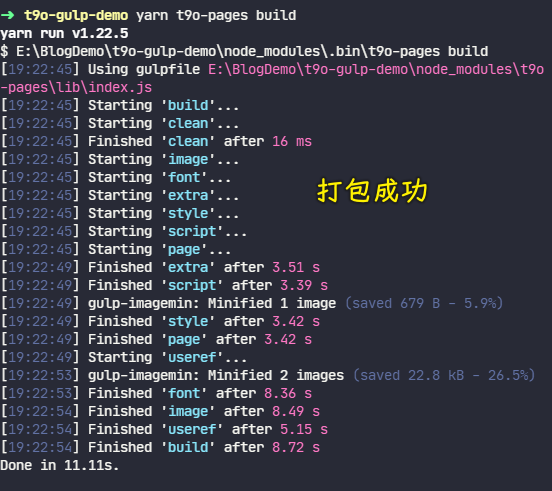 ➜ t9o-gulp-demo yarn t9o-pages build
yarn run v1.22.5
$ E:\BlogDemo\t9o-gulp-demo\node_modules\.bin\t9o-pages build
[19:22:45] Using gulpfile E:\BlogDemo\t9o-gulp-demo\node_modules\t9o
-pages\lib\index.js
[19:22:45] Starting 'build'...
[19:22:45] Starting 'clean'...
[19:22:45] Finished 'clean' after 16 ms
[19:22:45] Starting 'image'...
[19:22:45] Starting 'font'...
[19:22:45] Starting 'extra'...
打包成功
[19:22:45] Starting 'style'...
[19:22:45] Starting 'script'...
[19:22:45] Starting 'page'...
[19:22:49] Finished 'extra' after 3.51 s
[19:22:49] Finished 'script' after 3.39 s
[19:22:49] gulp-imagemin: Minified 1 image (saved 679 B - 5.9%)
[19:22:49] Finished 'style' after 3.42 s
[19:22:49] Finished 'page' after 3.42 s
[19:22:49] Starting 'useref'...
[19:22:53] gulp-imagemin: Minified 2 images (saved 22.8 kB - 26.5%)
[19:22:53] Finished 'font' after 8.36 s
[19:22:54] Finished 'image' after 8.49 s
[19:22:54] Finished 'useref' after 5.15 s
[19:22:54] Finished 'build' after 8.72 s
Done in 11.11s.